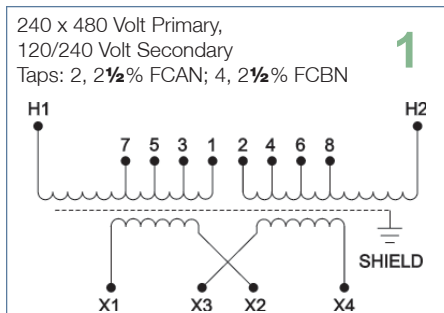 240 x 480 Volt Primary,
120/240 Volt Secondary
Taps: 2, 2½% FCAN; 4, 2½% FCBN
1
H1 H2
7 5 3 1 2 4 6 8
SHIELD
X1 X3 X2 X4